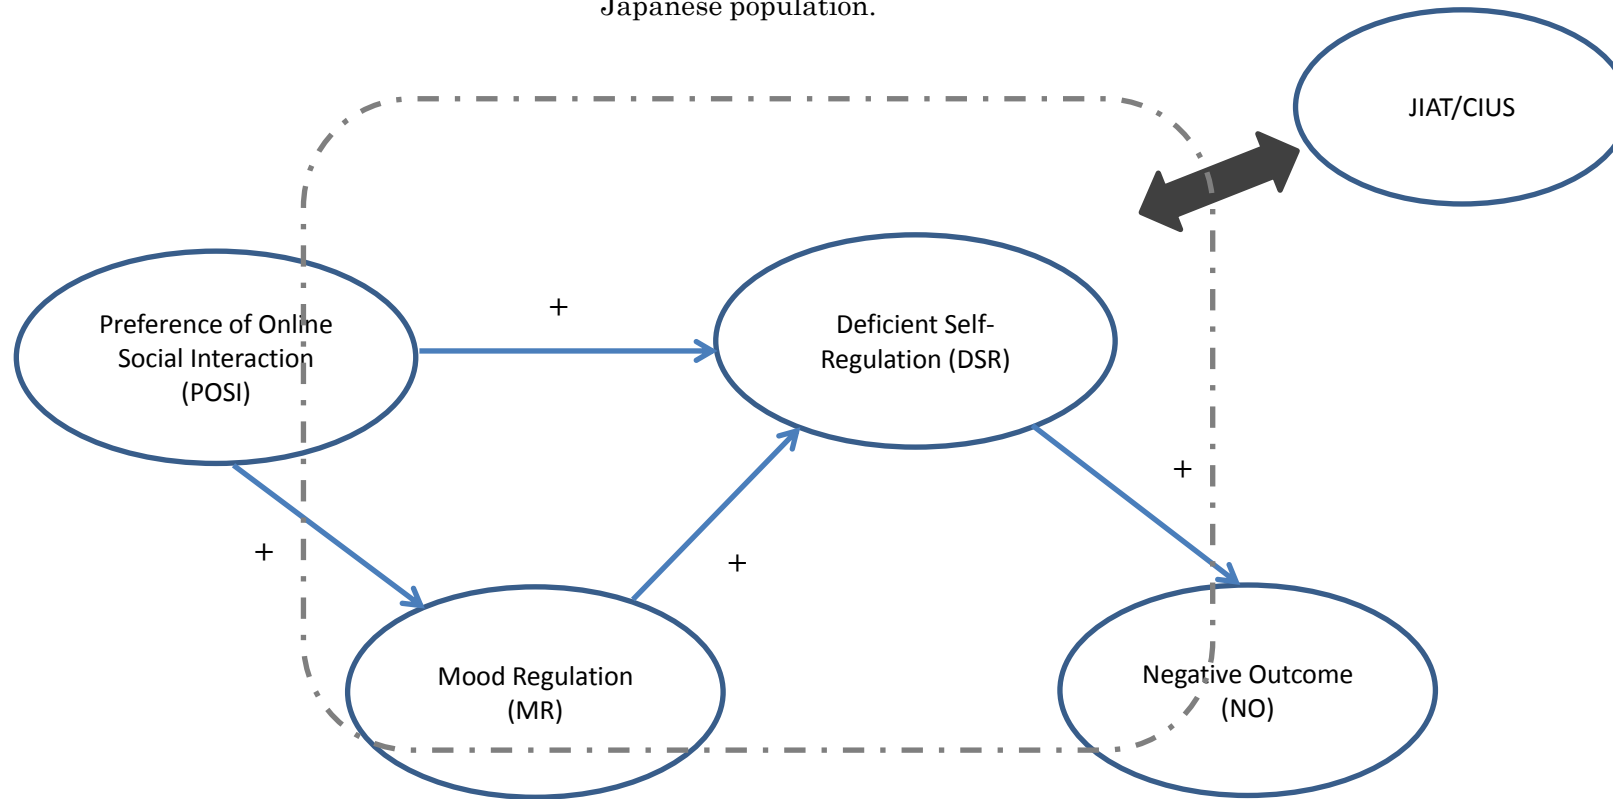 Japanese population.
JIAT/CIUS
+
Preference of Online
Social Interaction
(POSI)
Deficient Self-
Regulation (DSR)
+
+
+
Mood Regulation
(MR)
Negative Outcome
(NO)